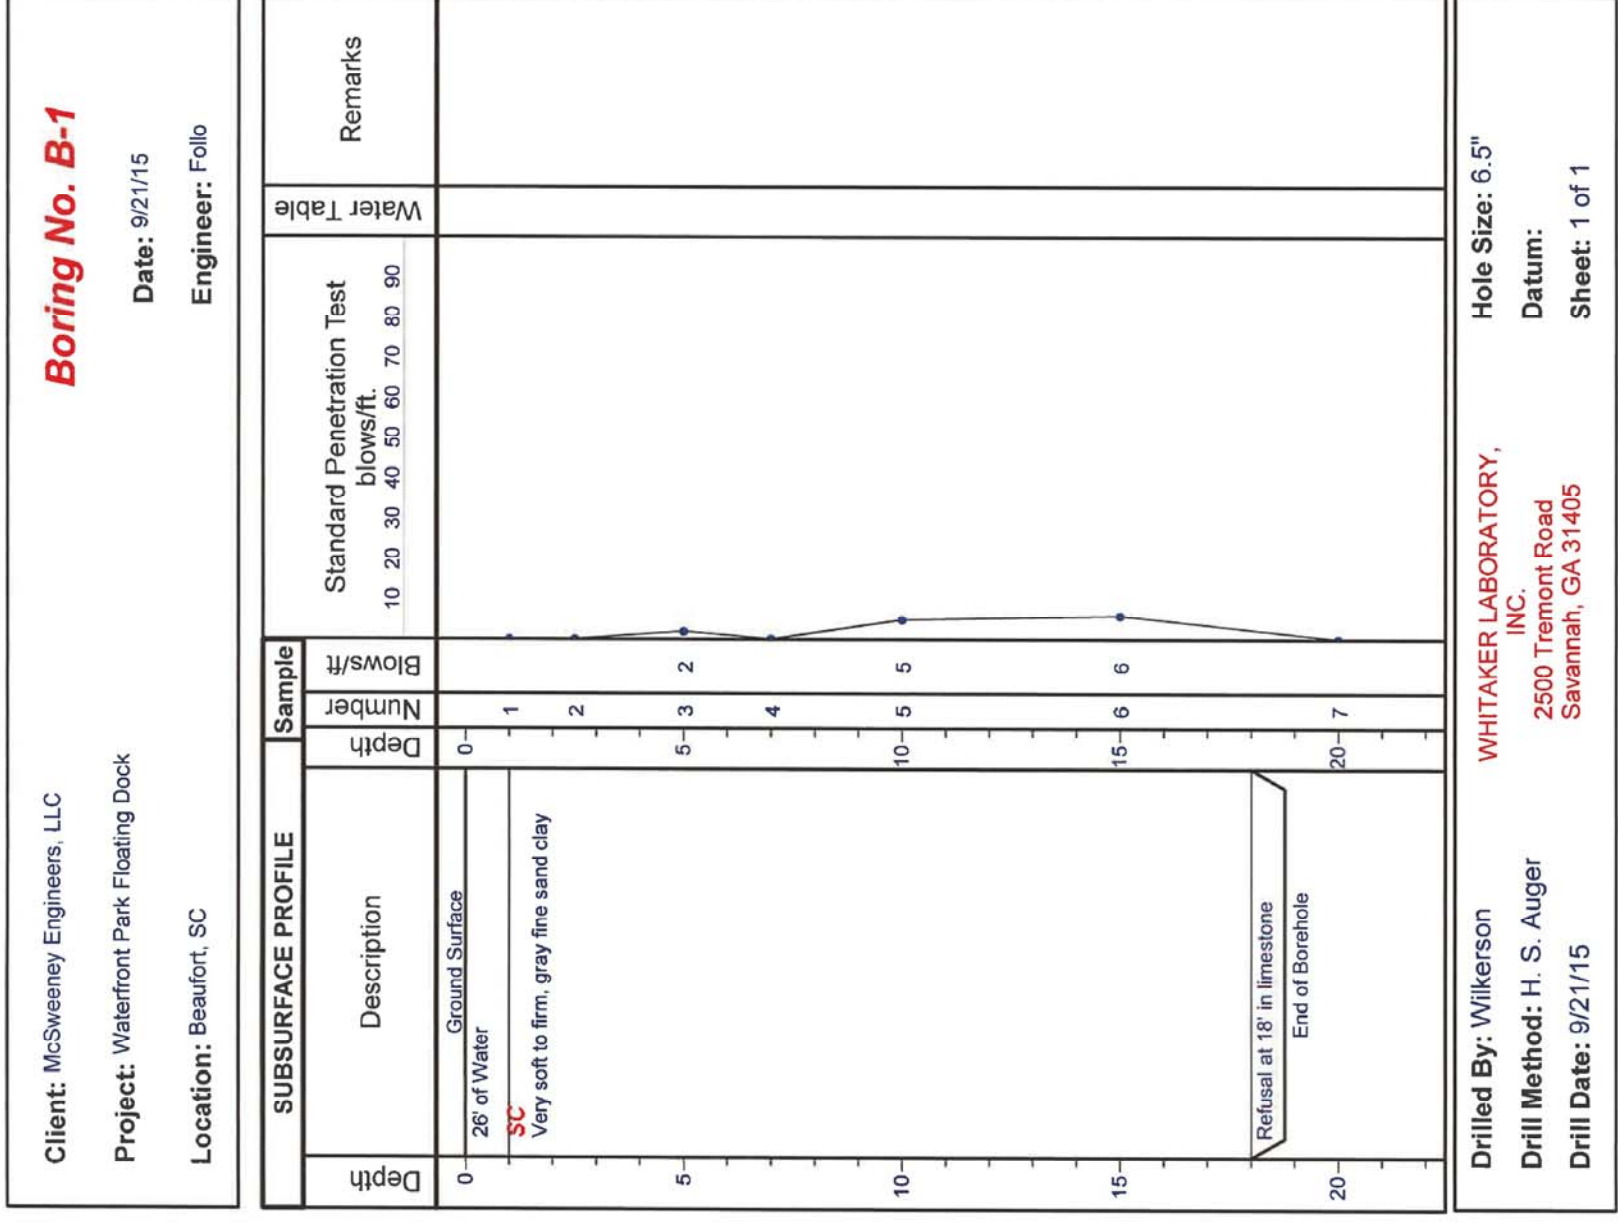 Client: McSweeney Engineers, LLC
Boring No. B-1
Project: Waterfront Park Floating Dock
Date: 9/21/15
Location: Beaufort, SC
Engineer: Follo
SUBSURFACE PROFILE
Sample
Depth
Description
Depth
Number
Blows/ft
Standard Penetration Test
blows/ft.
10 20 30 40 50 60 70 80 90
Water Table
Remarks
Ground Surface
0
0
26' of Water
1
SC
Very soft to firm, gray fine sand clay
2
5
5
3
2
4
10
10
5
5
15
15
6
6
Refusal at 18' in limestone
End of Borehole
20
20
7
Drilled By: Wilkerson
Drill Method: H. S. Auger
Drill Date: 9/21/15
WHITAKER LABORATORY,
INC.
2500 Tremont Road
Savannah, GA 31405
Hole Size: 6.5"
Datum:
Sheet: 1 of 1